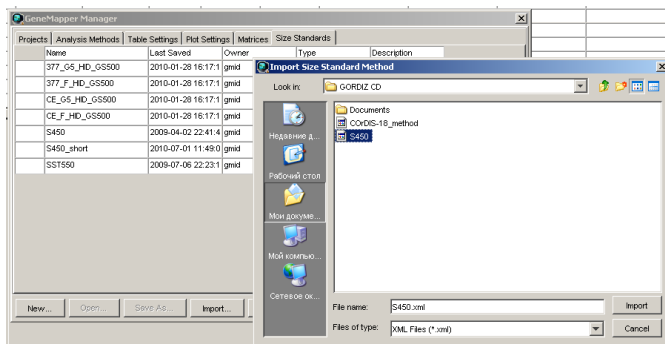 GeneMapper Manager
Projects Analysis Methods Table Settings Plot Settings Matrices Size Standards
Name Last Saved Owner Type Description
377_G5_HID_GS500 2010-01-28 16:17:1 gmid
377_F_HID_GS500 2010-01-28 16:17:1 gmid
CE_G5_HID_GS500 2010-01-28 16:17:1 gmid
CE_F_HID_GS500 2010-01-28 16:17:1 gmid
S450 2009-04-02 22:41:4 gmid
S450_short 2010-07-01 11:49:0 gmid
SST550 2009-07-06 22:23:1 gmid
New... Open... Save As... Import...
Import Size Standard Method
Look in: GORDIZ CD
Недавние д...
Рабочий стол
Мои докуме...
Мой компью...
Сетевое ок...
Documents
COrDIS-18_method
S450
File name: S450.xml Import
Files of type: XML Files (*.xml) Cancel